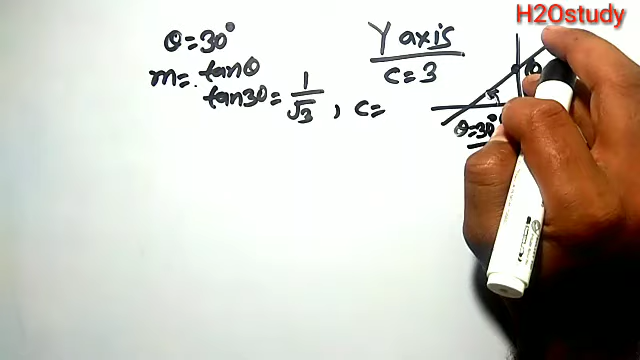 H2Ostudy
θ = 30°
Y axis
c = 3
m = tanθ
tan30 = 1/√3 , c =
θ=30°